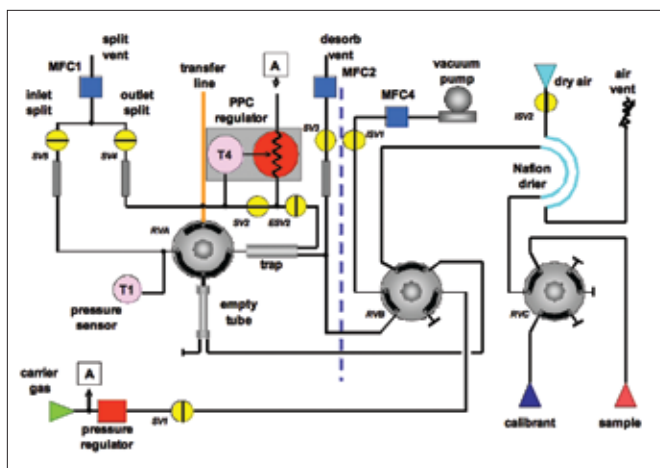 split
vent
MFC1
inlet
split
outlet
split
SV5
SV4
transfer
line
A
PPC
regulator
T4
desorb
vent
MFC2
SV3
ISV1
MFC4
vacuum
pump
dry air
ISV2
air
vent
Nafion
drier
SV2
ESV2
RVA
trap
T1
pressure
sensor
empty
tube
RVB
RVC
carrier
gas
A
pressure
regulator
SV1
calibrant
sample